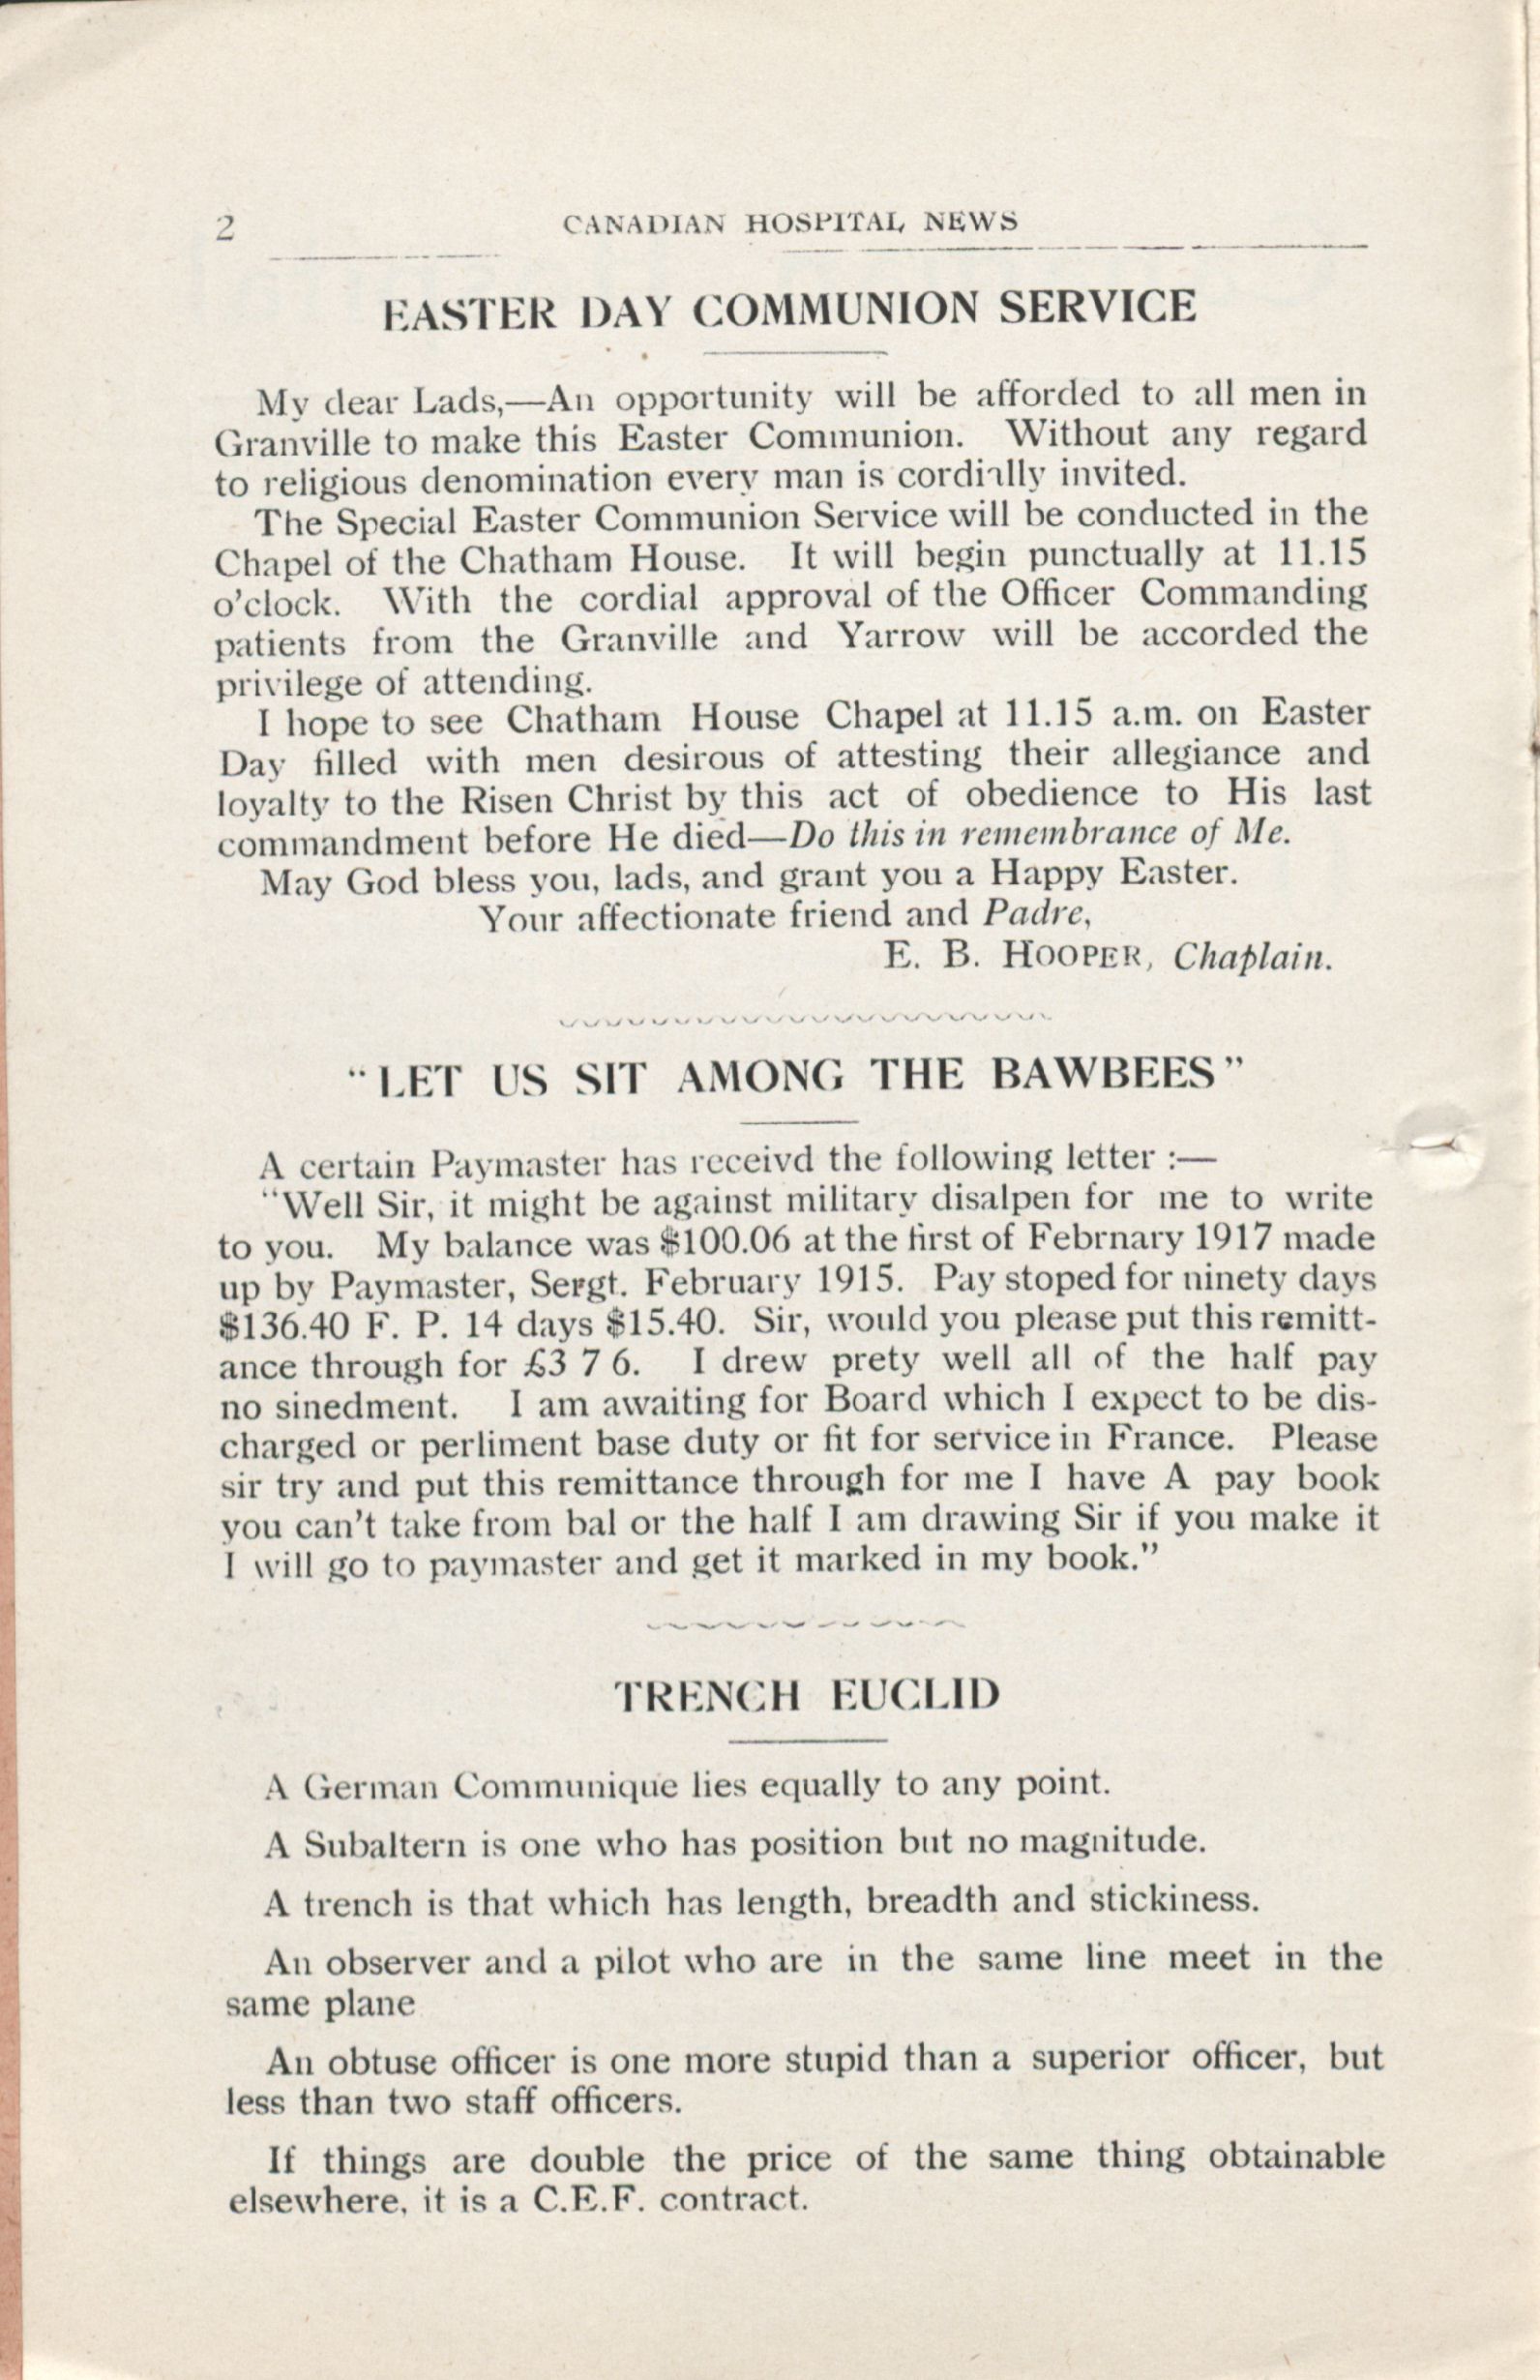 2
CANADIAN HOSPITAL NEWS
EASTER DAY COMMUNION SERVICE
My dear Lads,—An opportunity will be afforded to all men in
Granville to make this Easter Communion. Without any regard
to religious denomination every man is cordially invited.
The Special Easter Communion Service will be conducted in the
Chapel of the Chatham House. It will begin punctually at 11.15
o'clock. With the cordial approval of the Officer Commanding
patients from the Granville and Yarrow will be accorded the
privilege of attending.
I hope to see Chatham House Chapel at 11.15 a.m. on Easter
Day filled with men desirous of attesting their allegiance and
loyalty to the Risen Christ by this act of obedience to His last
commandment before He died—Do this in remembrance of Me.
May God bless you, lads, and grant you a Happy Easter.
Your affectionate friend and Padre,
E. B. HOOPER, Chaplain.
"LET US SIT AMONG THE BAWBEES"
A certain Paymaster has receivd the following letter :—
"Well Sir, it might be against military disalpen for me to write
to you. My balance was $100.06 at the first of Febrnary 1917 made
up by Paymaster, Sergt. February 1915. Pay stoped for ninety days
$136.40 F. P. 14 days $15.40. Sir, would you please put this remitt-
ance through for £3 7 6. I drew prety well all of the half pay
no sinedment. I am awaiting for Board which I expect to be dis-
charged or perliment base duty or fit for service in France. Please
sir try and put this remittance through for me I have A pay book
you can't take from bal or the half I am drawing Sir if you make it
I will go to paymaster and get it marked in my book."
TRENCH EUCLID
A German Communique lies equally to any point.
A Subaltern is one who has position but no magnitude.
A trench is that which has length, breadth and stickiness.
An observer and a pilot who are in the same line meet in the
same plane
An obtuse officer is one more stupid than a superior officer, but
less than two staff officers.
If things are double the price of the same thing obtainable
elsewhere, it is a C.E.F. contract.